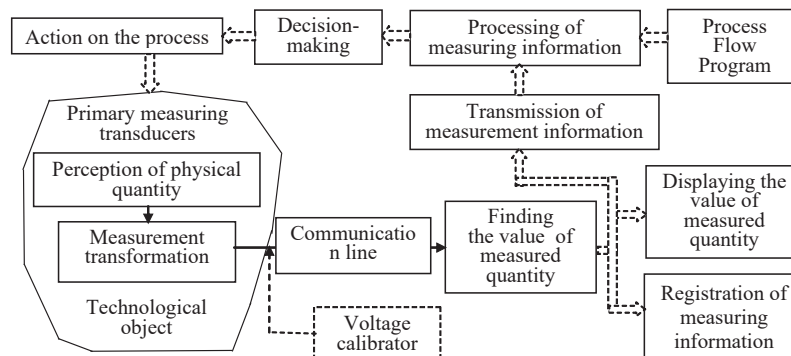 Action on the process
Decision-
making
Processing of
measuring information
Process
Flow
Program
Transmission of
measurement information
Primary measuring
transducers
Perception of physical
quantity
Measurement
transformation
Technological
object
Communicatio
n line
Voltage
calibrator
Finding
the value of
measured
quantity
Displaying the
value of
measured
quantity
Registration of
measuring
information